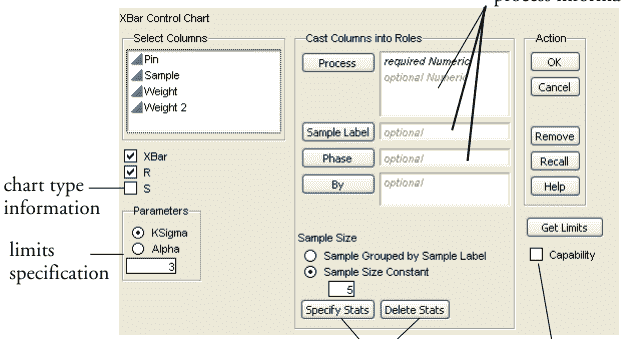 process informa
XBar Control Chart
Select Columns
Pin
Sample
Weight
Weight 2
XBar
R
S
chart type
information
Parameters
KSigma
Alpha
3
limits
specification
Cast Columns into Roles
Process
required Numeric
optional Numeric
Sample Label
optional
Phase
optional
By
optional
Sample Size
Sample Grouped by Sample Label
Sample Size Constant
5
Specify Stats
Delete Stats
Action
OK
Cancel
Remove
Recall
Help
Get Limits
Capability